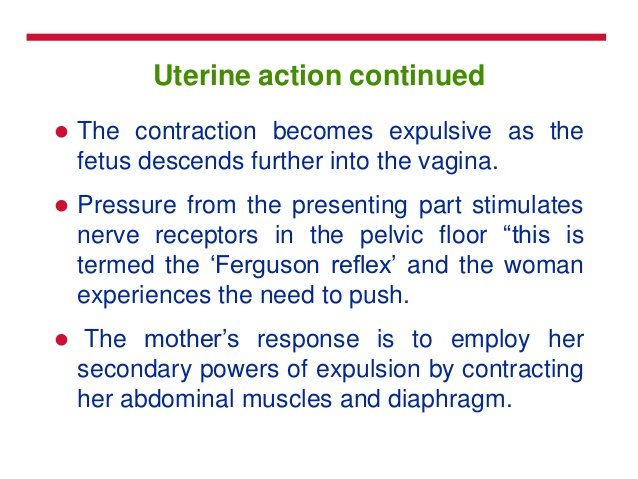 Uterine action continued
● The contraction becomes expulsive as the
fetus descends further into the vagina.
● Pressure from the presenting part stimulates
nerve receptors in the pelvic floor “this is
termed the ‘Ferguson reflex’ and the woman
experiences the need to push.
● The mother’s response is to employ her
secondary powers of expulsion by contracting
her abdominal muscles and diaphragm.